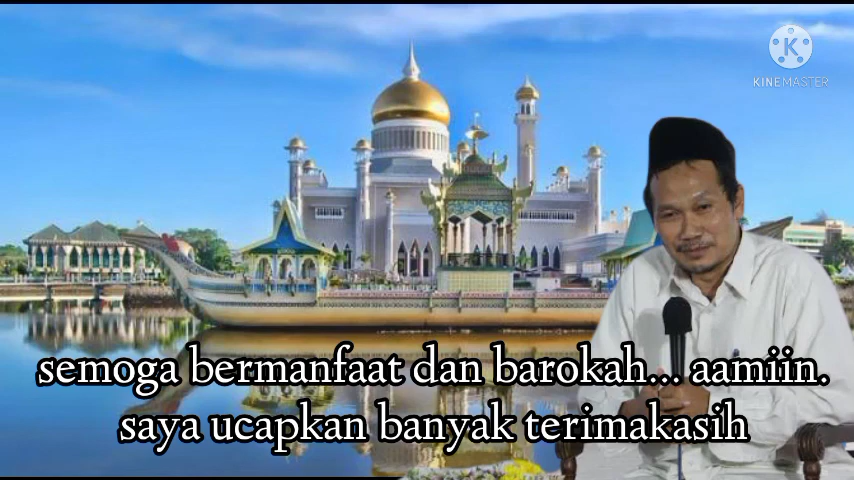 K
KINEMASTER
semoga bermanfaat dan barokah... aamiin.
saya ucapkan banyak terimakasih